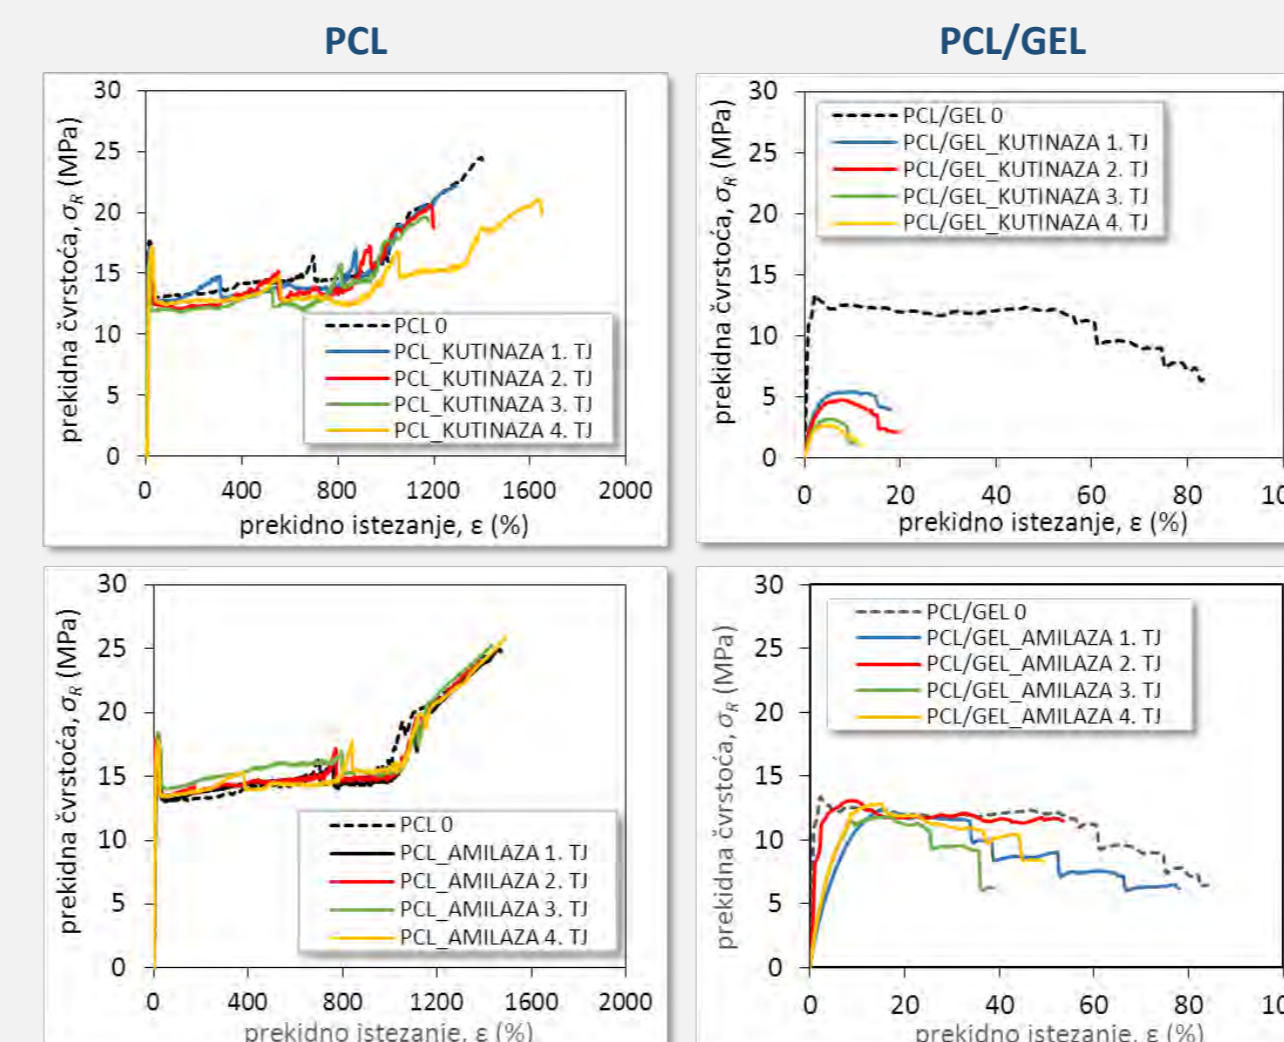 PCL
PCL/GEL
prekidna čvrstoća, σR (MPa)
30
25
20
15
10
5
0
PCL 0
PCL_KUTINAZA 1. TJ
PCL_KUTINAZA 2. TJ
PCL_KUTINAZA 3. TJ
PCL_KUTINAZA 4. TJ
0 400 800 1200 1600 2000
prekidno istezanje, ε (%)
prekidna čvrstoća, σR (MPa)
30
25
20
15
10
5
0
PCL/GEL 0
PCL/GEL_KUTINAZA 1. TJ
PCL/GEL_KUTINAZA 2. TJ
PCL/GEL_KUTINAZA 3. TJ
PCL/GEL_KUTINAZA 4. TJ
0 20 40 60 80
prekidno istezanje, ε (%)
prekidna čvrstoća, σR (MPa)
30
25
20
15
10
5
0
PCL 0
PCL_AMILAZA 1. TJ
PCL_AMILAZA 2. TJ
PCL_AMILAZA 3. TJ
PCL_AMILAZA 4. TJ
0 400 800 1200 1600 2000
prekidno istezanje, ε (%)
prekidna čvrstoća, σR (MPa)
30
25
20
15
10
5
0
PCL/GEL 0
PCL/GEL_AMILAZA 1. TJ
PCL/GEL_AMILAZA 2. TJ
PCL/GEL_AMILAZA 3. TJ
PCL/GEL_AMILAZA 4. TJ
0 20 40 60 80
prekidno istezanje, ε (%)